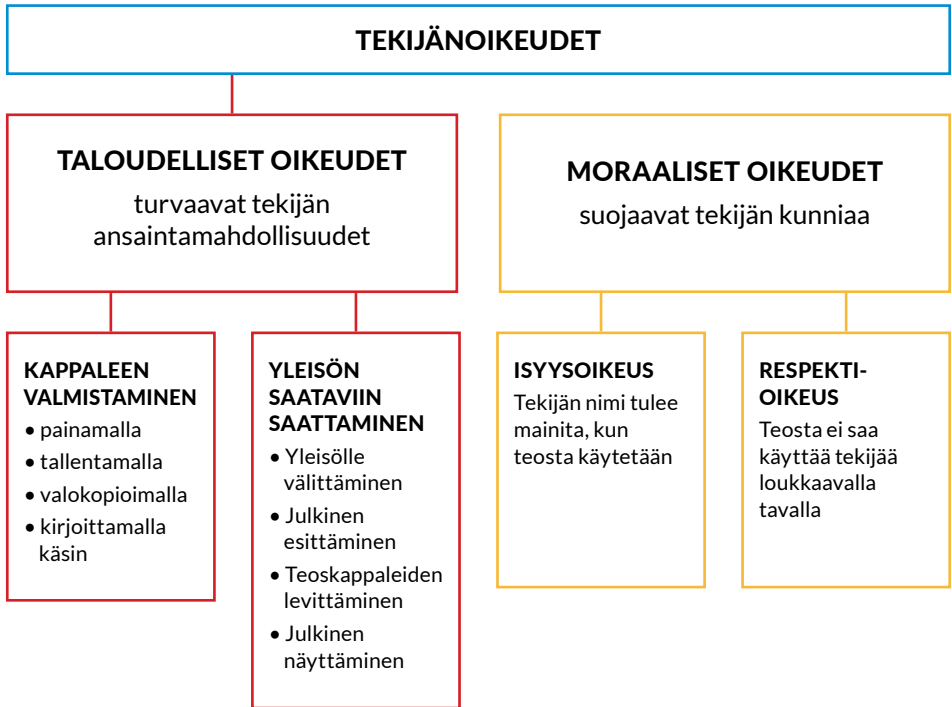 TEKIJÄNOIKEUDET
TALOUDELLISET OIKEUDET
turvaavat tekijän
ansaintamahdollisuudet
MORAALISET OIKEUDET
suojaavat tekijän kunniaa
KAPPALEEN
VALMISTAMINEN
• painamalla
• tallentamalla
• valokopioimalla
• kirjoittamalla
käsin
YLEISÖN
SAATAVIIN
SAATTAMINEN
• Yleisölle
välittäminen
• Julkinen
esittäminen
• Teoskappaleiden
levittäminen
• Julkinen
näyttäminen
ISYYSOIKEUS
Tekijän nimi tulee
mainita, kun
teosta käytetään
RESPEKTI-
OIKEUS
Teosta ei saa
käyttää tekijää
loukkaavalla
tavalla